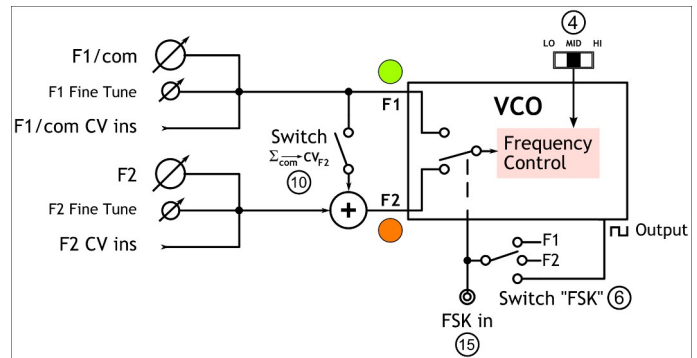 F1/com
F1 Fine Tune
F1/com CV ins
F2
F2 Fine Tune
F2 CV ins
Switch
Σcom→CVF2
10
+
F1
F2
4
LO MID HI
VCO
Frequency
Control
Output
F1
F2
Switch "FSK" 6
FSK in
15